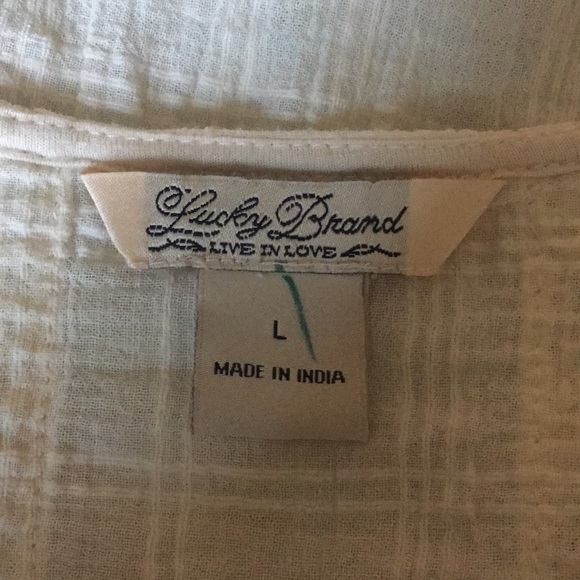 Lucky Brand
LIVE IN LOVE
L
MADE IN INDIA